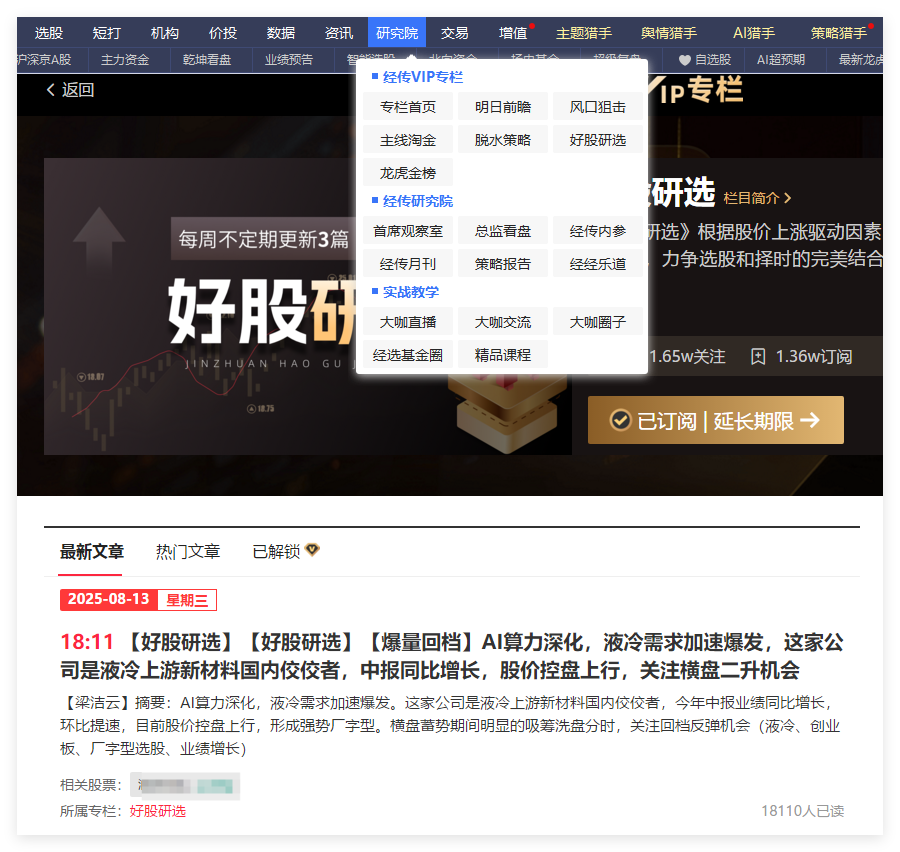 选股 短打 机构 价投 数据 资讯 研究院 交易 增值 主题猎手 舆情猎手 AI猎手 策略猎手
沪深京A股 主力资金 乾坤看盘 业绩预告 自选股 AI超预期 最新龙虎
返回
VIP专栏
经传VIP专栏
专栏首页 明日前瞻 风口狙击
主线淘金 脱水策略 好股研选
龙虎金榜
经传研究院
首席观察室 总监看盘 经传内参
经传月刊 策略报告 经经乐道
实战教学
大咖直播 大咖交流 大咖圈子
经选基金圈 精品课程
每周不定期更新3篇
好股研
JINZHUAN HAO GU
18.07
18.75
股研选 栏目简介
研选》根据股价上涨驱动因素
力争选股和择时的完美结合
1.65w关注 1.36w订阅
已订阅 | 延长期限
最新文章 热门文章 已解锁
2025-08-13 星期三
18:11 【好股研选】【好股研选】【爆量回档】AI算力深化，液冷需求加速爆发，这家公
司是液冷上游新材料国内佼佼者，中报同比增长，股价控盘上行，关注横盘二升机会
【梁洁云】摘要：AI算力深化，液冷需求加速爆发。这家公司是液冷上游新材料国内佼佼者，今年中报业绩同比增长，
环比提速，目前股价控盘上行，形成强势厂字型。横盘蓄势期间明显的吸筹洗盘分时，关注回档反弹机会（液冷、创业
板、厂字型选股、业绩增长）
相关股票：
所属专栏：好股研选 18110人已读